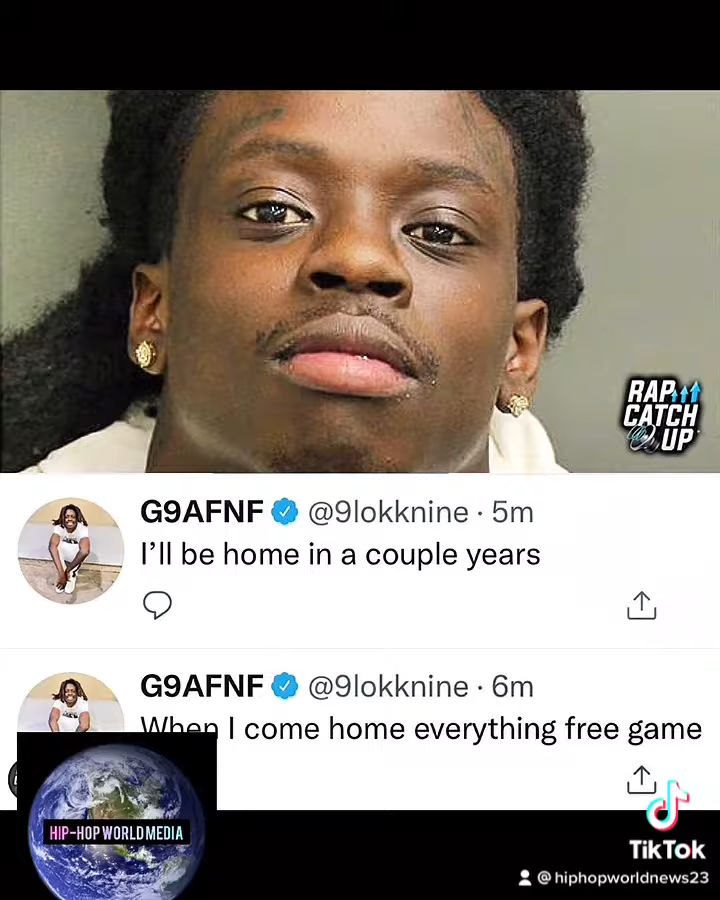 RAP
CATCH
UP
G9AFNF @9lokknine · 5m
I’ll be home in a couple years
G9AFNF @9lokknine · 6m
When I come home everything free game
HIP-HOP WORLD MEDIA
TikTok
@hiphopworldnews23